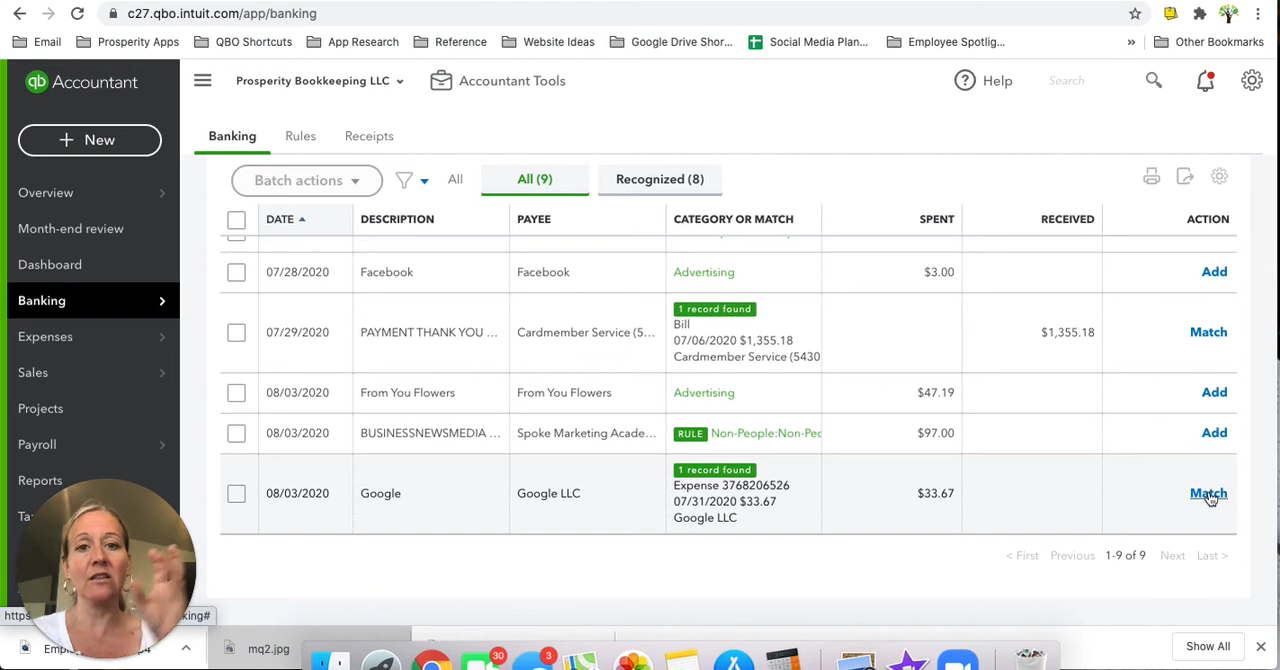 c27.qbo.intuit.com/app/banking
Email Prosperity Apps QBO Shortcuts App Research Reference Website Ideas Google Drive Shor... Social Media Plan... Employee Spotlig... » Other Bookmarks
qb Accountant
Prosperity Bookkeeping LLC Accountant Tools ? Help Search
+ New
Banking Rules Receipts
Batch actions All All (9) Recognized (8)
Overview
Month-end review
Dashboard
Banking
Expenses
Sales
Projects
Payroll
Reports
DATE DESCRIPTION PAYEE CATEGORY OR MATCH SPENT RECEIVED ACTION
07/28/2020 Facebook Facebook Advertising $3.00 Add
07/29/2020 PAYMENT THANK YOU ... Cardmember Service (5... 1 record found
Bill
07/06/2020 $1,355.18
Cardmember Service (5430
$1,355.18 Match
08/03/2020 From You Flowers From You Flowers Advertising $47.19 Add
08/03/2020 BUSINESSNEWSMEDIA ... Spoke Marketing Acade... RULE Non-People:Non-Pec $97.00 Add
08/03/2020 Google Google LLC 1 record found
Expense 3768206526
07/31/2020 $33.67
Google LLC
$33.67 Match
< First Previous 1-9 of 9 Next Last >
https
king#
mq2.jpg
30
3
Show All